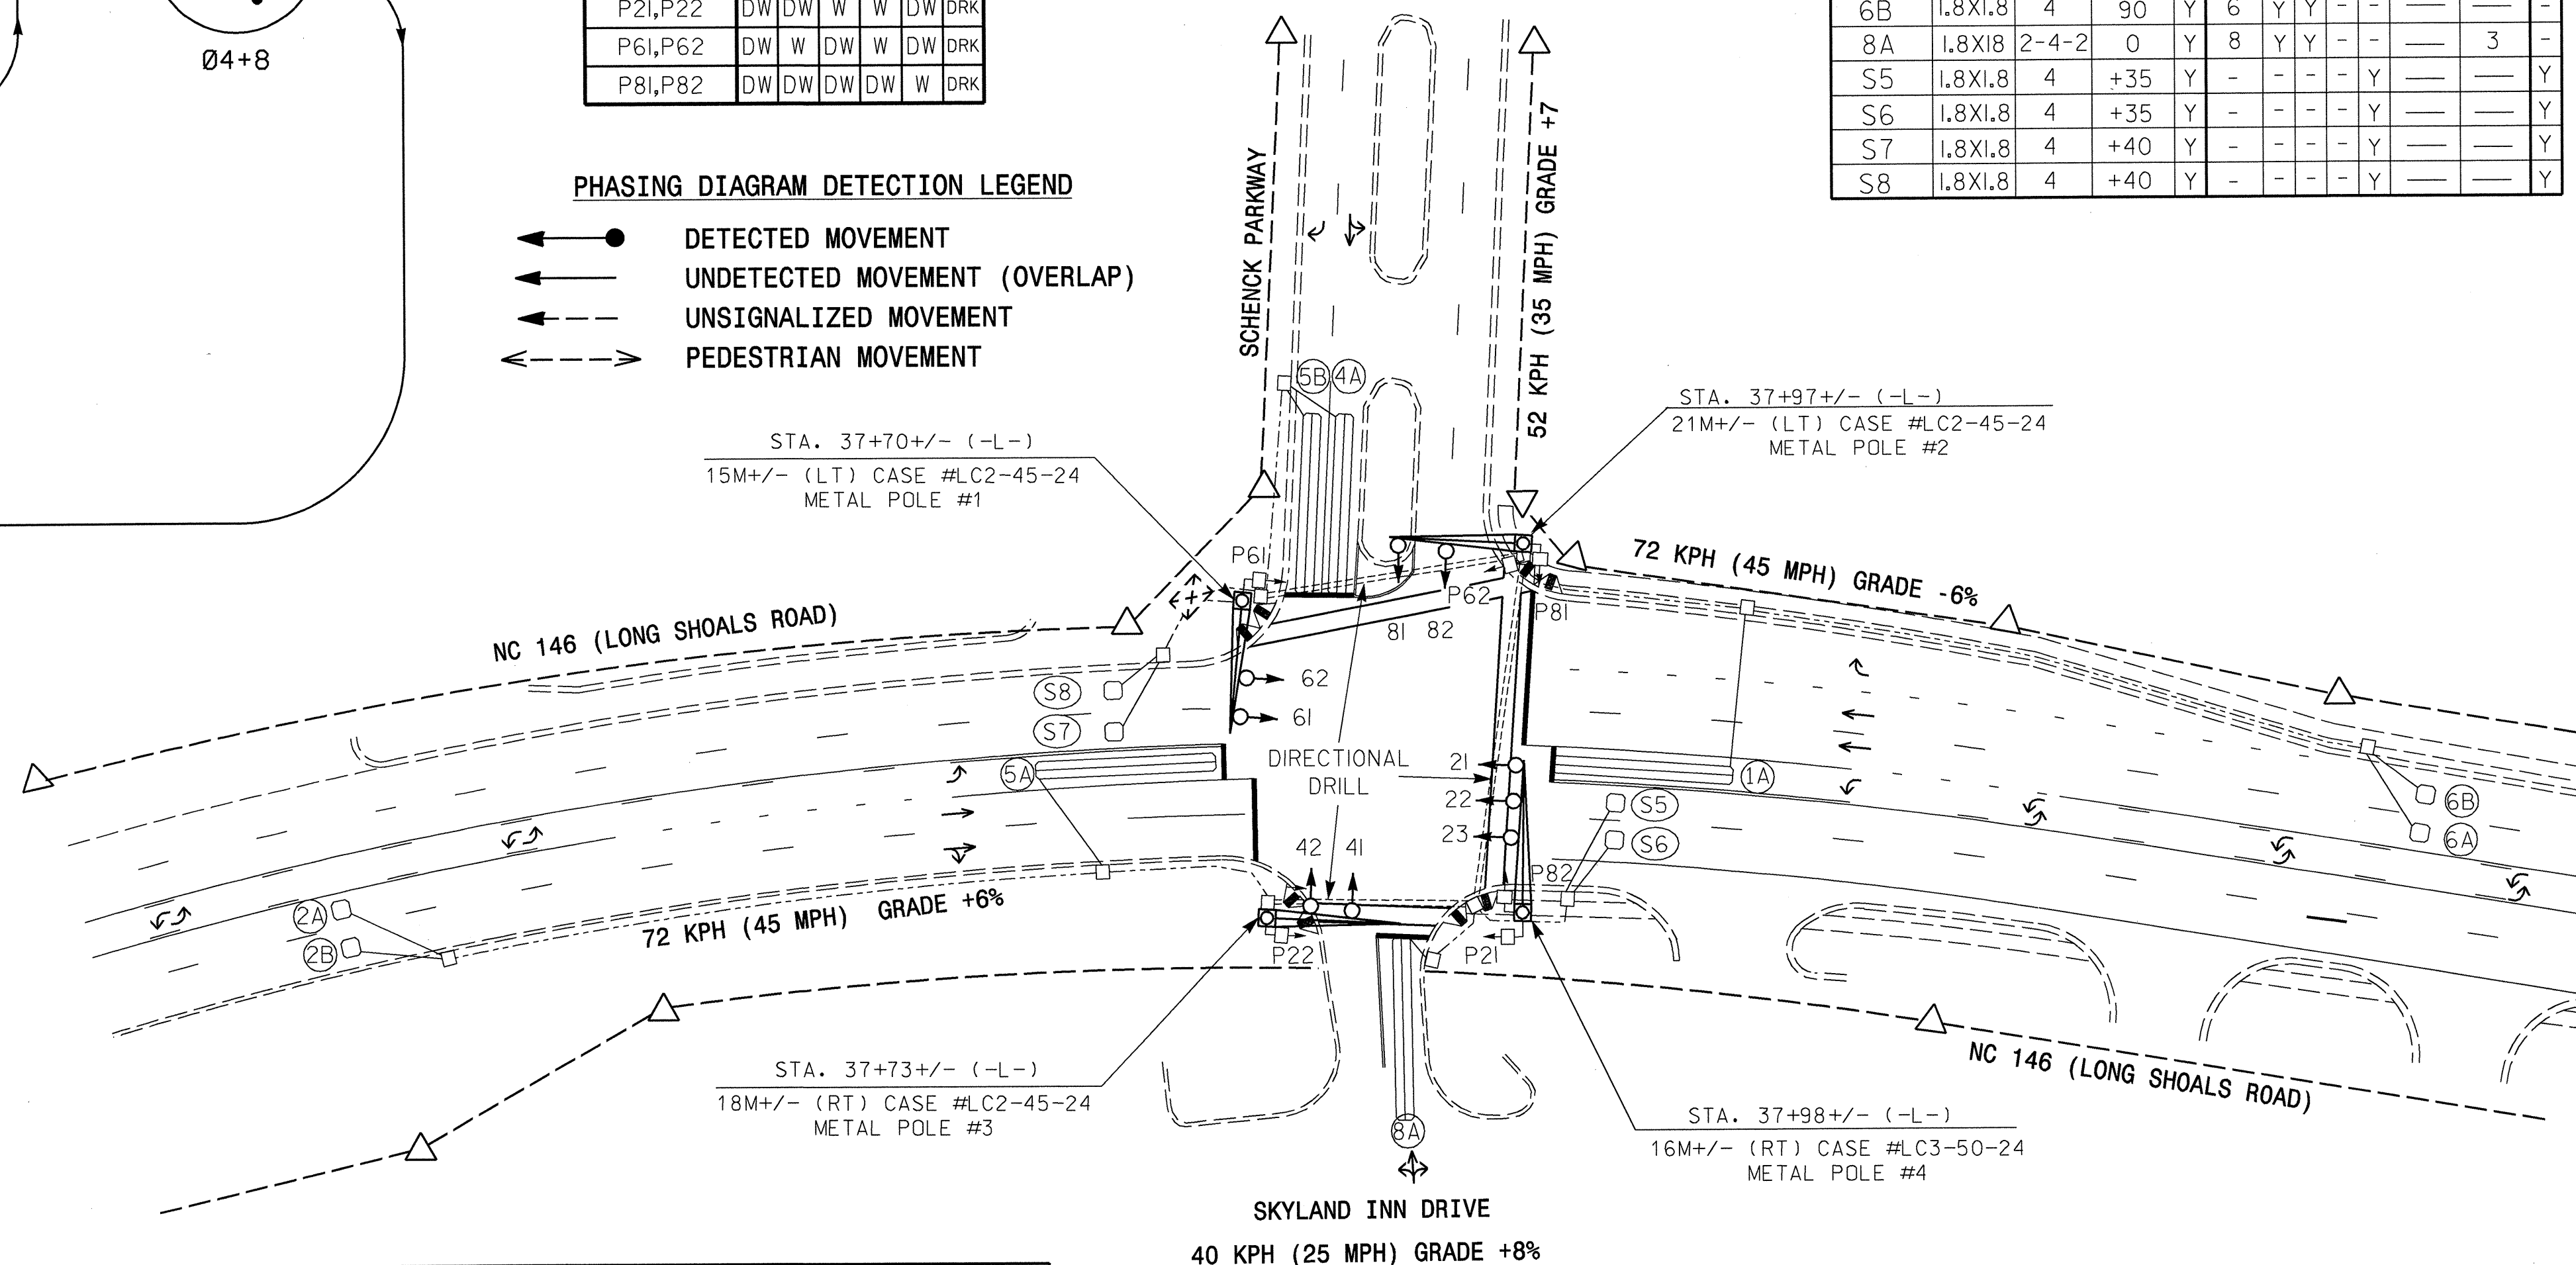 Ø4+8
P21,P22 DW DW W W DW DRK
P61,P62 DW W DW W DW DRK
P81,P82 DW DW DW DW W DRK
6B 1.8X1.8 4 90 Y 6 Y Y - - — — -
8A 1.8X18 2-4-2 0 Y 8 Y Y - - — 3 -
S5 1.8X1.8 4 +35 Y - - - - Y — — Y
S6 1.8X1.8 4 +35 Y - - - - Y — — Y
S7 1.8X1.8 4 +40 Y - - - - Y — — Y
S8 1.8X1.8 4 +40 Y - - - - Y — — Y
PHASING DIAGRAM DETECTION LEGEND
DETECTED MOVEMENT
UNDETECTED MOVEMENT (OVERLAP)
UNSIGNALIZED MOVEMENT
PEDESTRIAN MOVEMENT
SCHENCK PARKWAY
52 KPH (35 MPH) GRADE +7
5B 4A
STA. 37+70+/- (-L-)
15M+/- (LT) CASE #LC2-45-24
METAL POLE #1
STA. 37+97+/- (-L-)
21M+/- (LT) CASE #LC2-45-24
METAL POLE #2
72 KPH (45 MPH) GRADE -6%
NC 146 (LONG SHOALS ROAD)
P61
P62
P81
81 82
62
61
S8
S7
5A
DIRECTIONAL
DRILL
21
22
23
1A
S5
S6
6B
6A
42 41
P82
2A
2B
72 KPH (45 MPH) GRADE +6%
P22
P21
STA. 37+73+/- (-L-)
18M+/- (RT) CASE #LC2-45-24
METAL POLE #3
8A
STA. 37+98+/- (-L-)
16M+/- (RT) CASE #LC3-50-24
METAL POLE #4
NC 146 (LONG SHOALS ROAD)
SKYLAND INN DRIVE
40 KPH (25 MPH) GRADE +8%